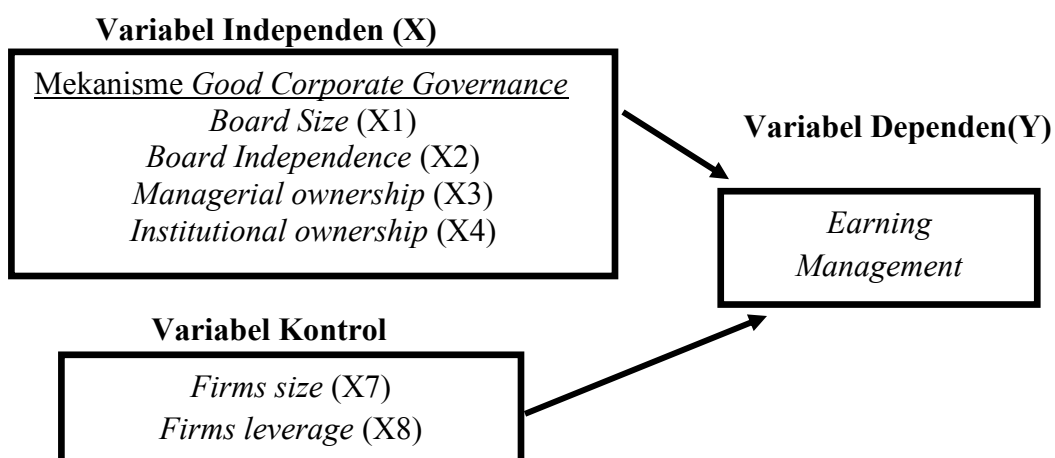 Variabel Independen (X)
Mekanisme Good Corporate Governance
Board Size (X1)
Board Independence (X2)
Managerial ownership (X3)
Institutional ownership (X4)
Variabel Dependen(Y)
Earning
Management
Variabel Kontrol
Firms size (X7)
Firms leverage (X8)